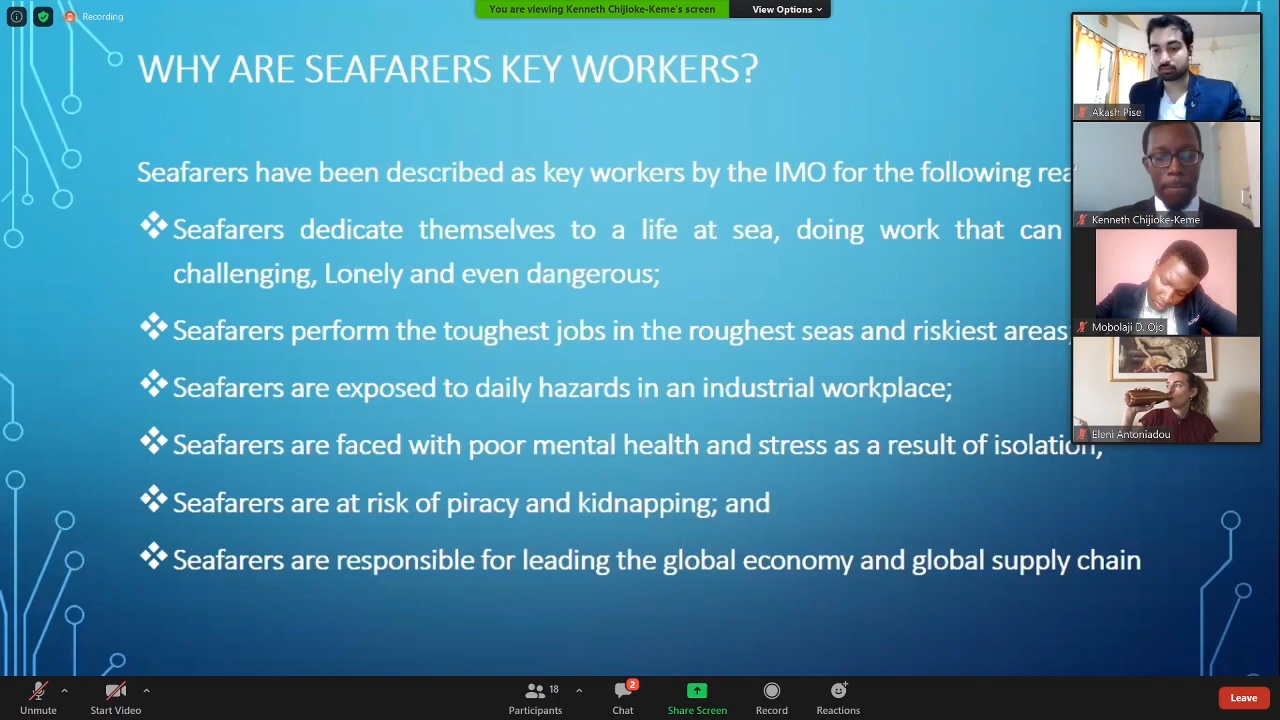 Recording
You are viewing Kenneth Chijioke-Keme's screen
View Options
WHY ARE SEAFARERS KEY WORKERS?
Seafarers have been described as key workers by the IMO for the following
Seafarers dedicate themselves to a life at sea, doing work that can
challenging, Lonely and even dangerous;
Seafarers perform the toughest jobs in the roughest seas and riskiest areas;
Seafarers are exposed to daily hazards in an industrial workplace;
Seafarers are faced with poor mental health and stress as a result of isolation;
Seafarers are at risk of piracy and kidnapping; and
Seafarers are responsible for leading the global economy and global supply chain
Akash Pise
Kenneth Chijioke-Keme
Mobolaji D. Ojo
Eleni Antoniadou
Unmute
Start Video
18
Participants
2
Chat
Share Screen
Record
Reactions
Leave